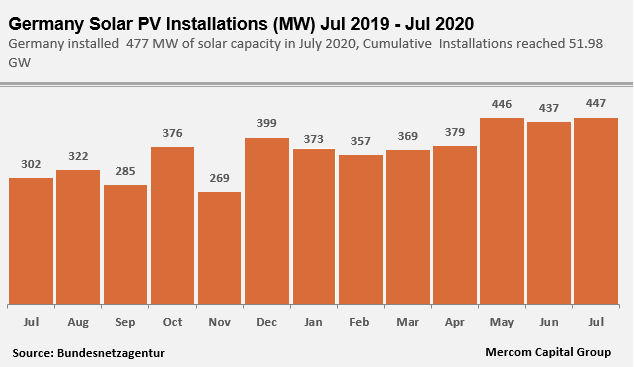 Germany Solar PV Installations (MW) Jul 2019 - Jul 2020
Germany installed  477 MW of solar capacity in July 2020, Cumulative  Installations reached 51.98
GW
302 322 285 376 269 399 373 357 369 379 446 437 447
Jul Aug Sep Oct Nov Dec Jan Feb Mar Apr May Jun Jul
Source: Bundesnetzagentur Mercom Capital Group